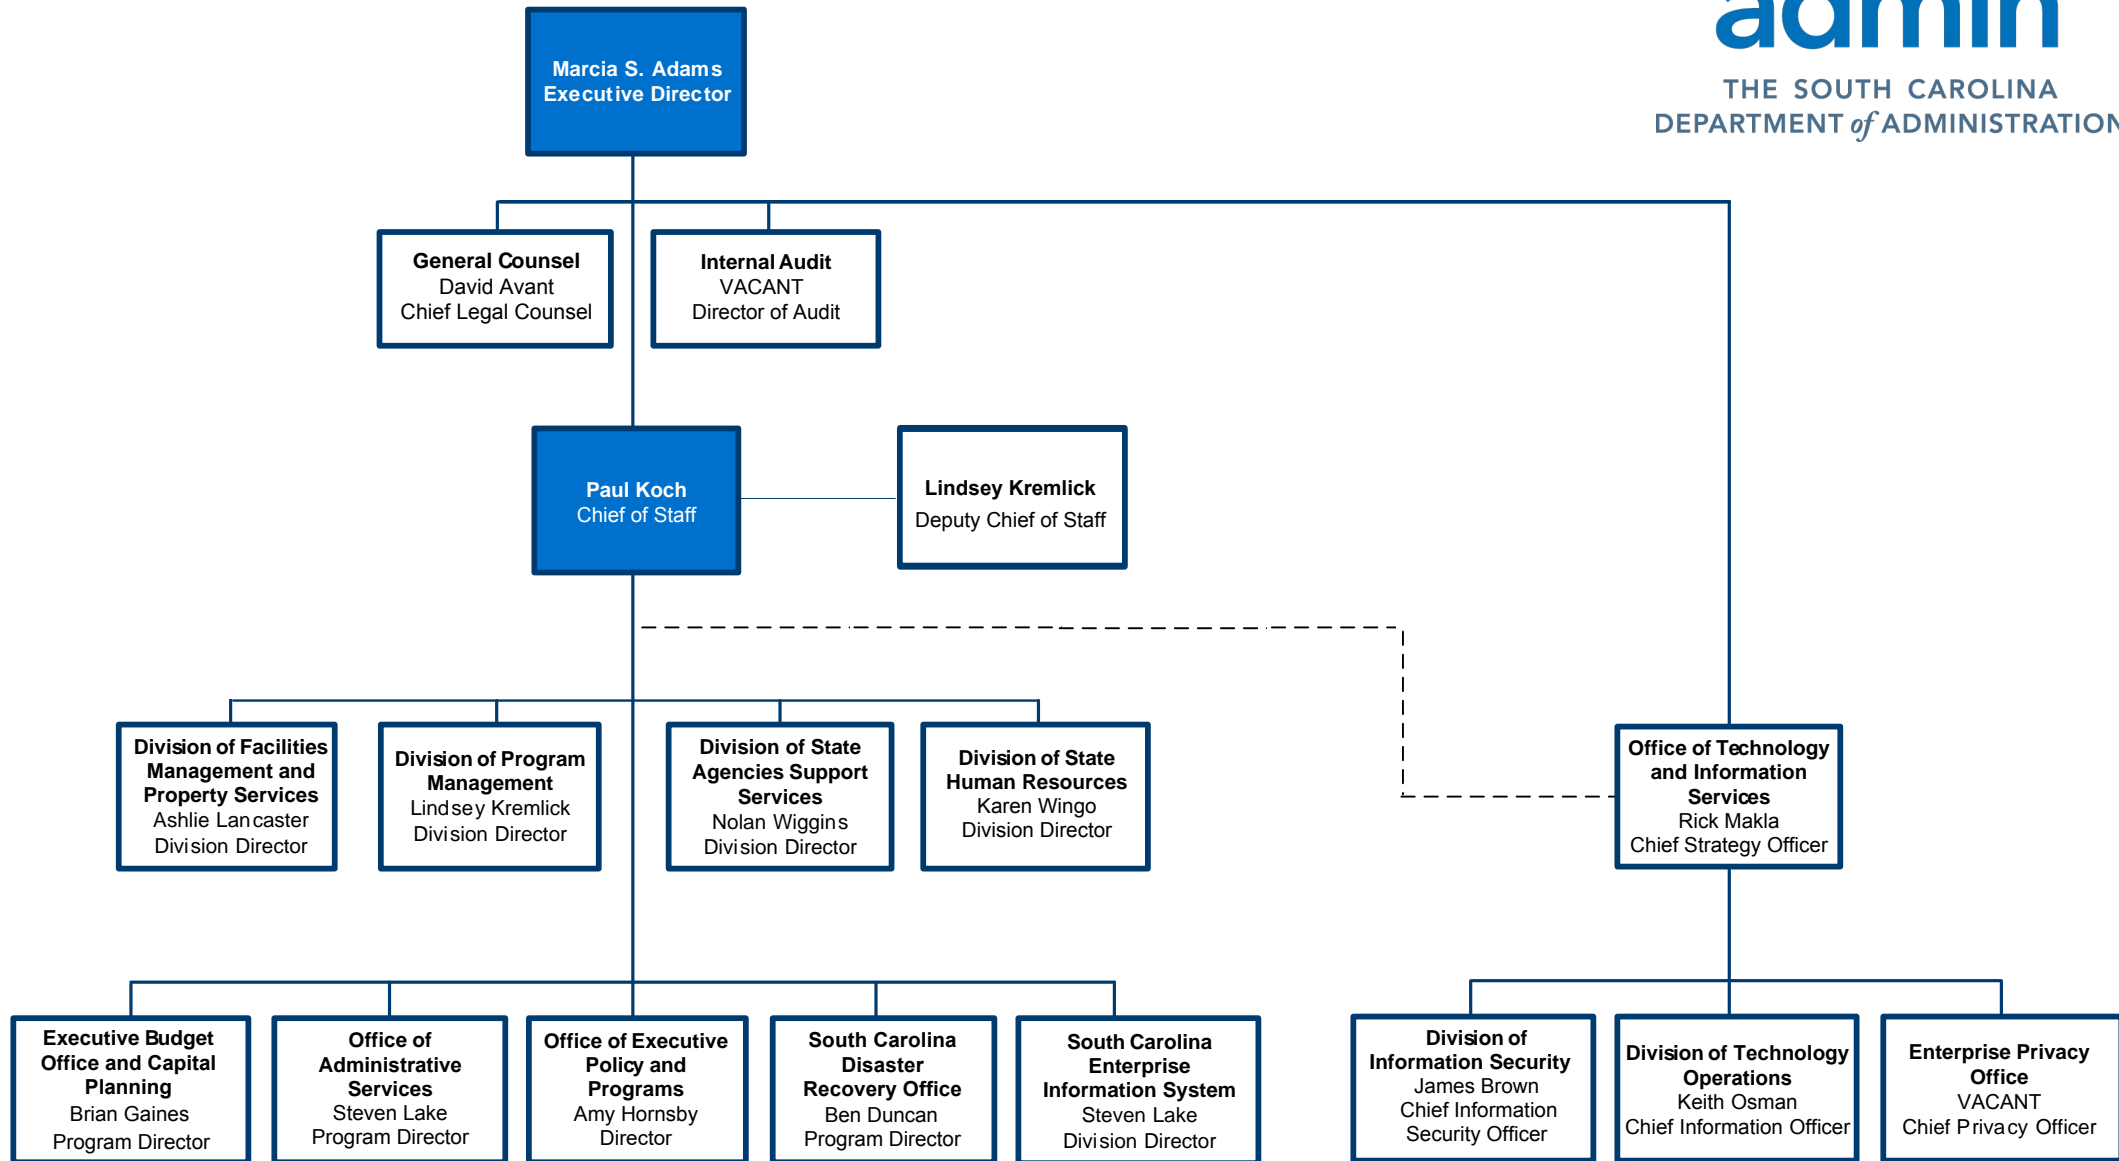 admin
THE SOUTH CAROLINA
DEPARTMENT of ADMINISTRATION
Marcia S. Adams
Executive Director
General Counsel
David Avant
Chief Legal Counsel
Internal Audit
VACANT
Director of Audit
Paul Koch
Chief of Staff
Lindsey Kremlick
Deputy Chief of Staff
Division of Facilities
Management and
Property Services
Ashlie Lancaster
Division Director
Division of Program
Management
Lindsey Kremlick
Division Director
Division of State
Agencies Support
Services
Nolan Wiggins
Division Director
Division of State
Human Resources
Karen Wingo
Division Director
Office of Technology
and Information
Services
Rick Makla
Chief Strategy Officer
Executive Budget
Office and Capital
Planning
Brian Gaines
Program Director
Office of
Administrative
Services
Steven Lake
Program Director
Office of Executive
Policy and
Programs
Amy Hornsby
Director
South Carolina
Disaster
Recovery Office
Ben Duncan
Program Director
South Carolina
Enterprise
Information System
Steven Lake
Division Director
Division of
Information Security
James Brown
Chief Information
Security Officer
Division of Technology
Operations
Keith Osman
Chief Information Officer
Enterprise Privacy
Office
VACANT
Chief Privacy Officer